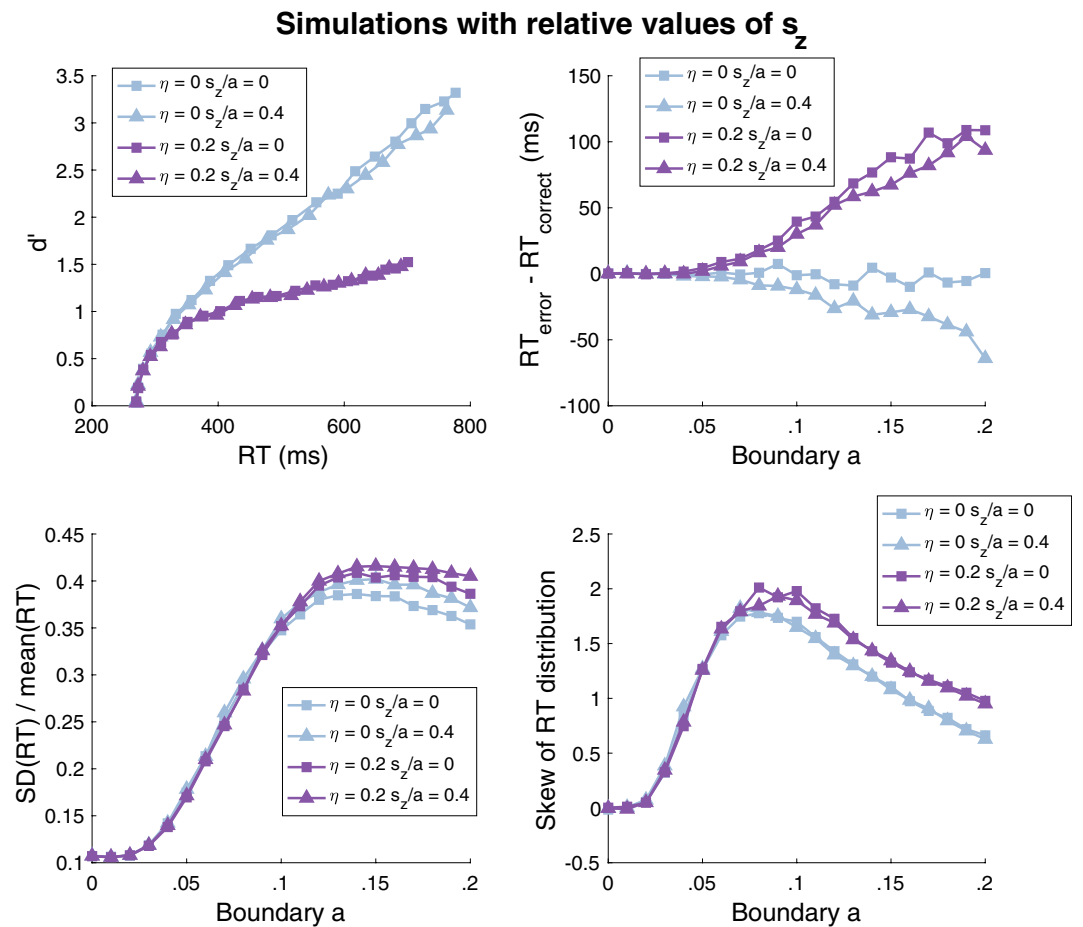 Simulations with relative values of s_z
3.5
3
2.5
2
1.5
1
0.5
0
d'
200
400
600
800
RT (ms)
η = 0 s_z/a = 0
η = 0 s_z/a = 0.4
η = 0.2 s_z/a = 0
η = 0.2 s_z/a = 0.4
150
100
50
0
-50
-100
RT_error - RT_correct (ms)
0
.05
.1
.15
.2
Boundary a
η = 0 s_z/a = 0
η = 0 s_z/a = 0.4
η = 0.2 s_z/a = 0
η = 0.2 s_z/a = 0.4
0.45
0.4
0.35
0.3
0.25
0.2
0.15
0.1
SD(RT) / mean(RT)
0
.05
.1
.15
.2
Boundary a
η = 0 s_z/a = 0
η = 0 s_z/a = 0.4
η = 0.2 s_z/a = 0
η = 0.2 s_z/a = 0.4
2.5
2
1.5
1
0.5
0
-0.5
Skew of RT distribution
0
.05
.1
.15
.2
Boundary a
η = 0 s_z/a = 0
η = 0 s_z/a = 0.4
η = 0.2 s_z/a = 0
η = 0.2 s_z/a = 0.4